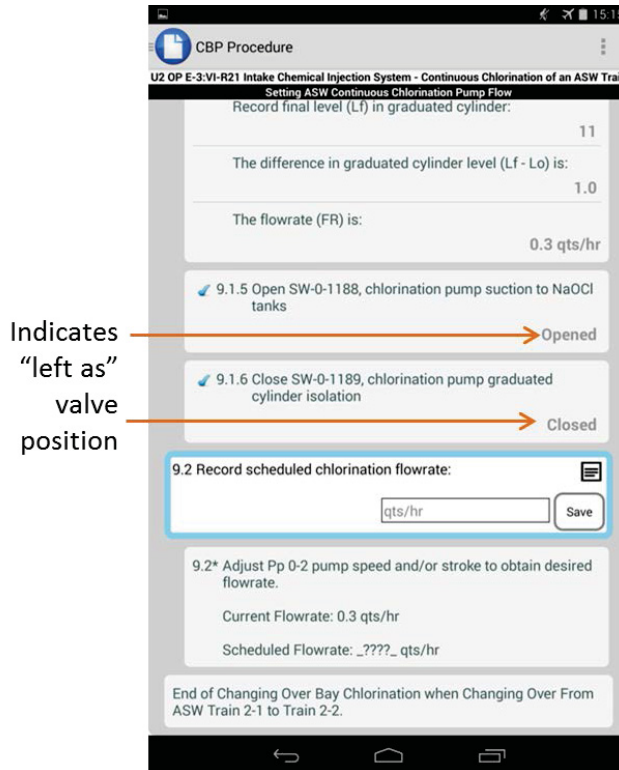 15:15
CBP Procedure
U2 OP E-3:VI-R21 Intake Chemical Injection System - Continuous Chlorination of an ASW Trai
Setting ASW Continuous Chlorination Pump Flow
Record final level (Lf) in graduated cylinder:
11
The difference in graduated cylinder level (Lf - Lo) is:
1.0
The flowrate (FR) is:
0.3 qts/hr
9.1.5 Open SW-0-1188, chlorination pump suction to NaOCl
tanks
Opened
9.1.6 Close SW-0-1189, chlorination pump graduated
cylinder isolation
Closed
Indicates
“left as”
valve
position
9.2 Record scheduled chlorination flowrate:
qts/hr
Save
9.2* Adjust Pp 0-2 pump speed and/or stroke to obtain desired
flowrate.
Current Flowrate: 0.3 qts/hr
Scheduled Flowrate: _????_ qts/hr
End of Changing Over Bay Chlorination when Changing Over From
ASW Train 2-1 to Train 2-2.